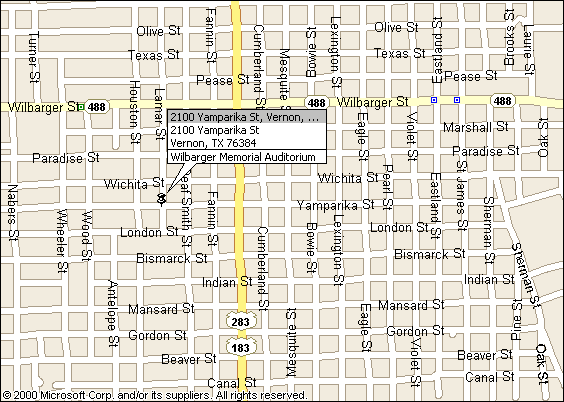 Olive St
Olive St
Texas St
Texas St
Pease St
Pease St
Turner St
Fannin St
Cumberland St
Mesquite St
Bowie St
Lexington St
Eastland St
Brooks St
Laurie St
Wilbarger St
488
488
Wilbarger St
488
Houston St
Lamar St
2100 Yamparika St, Vernon, ...
2100 Yamparika St
Vernon, TX 76384
Wilbarger Memorial Auditorium
Eagle St
Violet St
Marshall St
Oak St
Paradise St
Paradise St
Wichita St
Wichita St
Yamparika St
Nabers St
Wheeler St
Wood St
eaf Smith St
Fannin St
Pearl St
Eastland St
St James St
Sherman St
London St
Cumberland St
Bowie St
Lexington St
Bismarck St
Bismarck St
Sherman St
Indian St
Indian St
Antelope St
Mansard St
Mansard St
283
Gordon St
Gordon St
Mesquite St
Eagle St
Violet St
Pine St
Oak St
183
Beaver St
Beaver St
Canal St
Canal St
© 2000 Microsoft Corp. and/or its suppliers. All rights reserved.